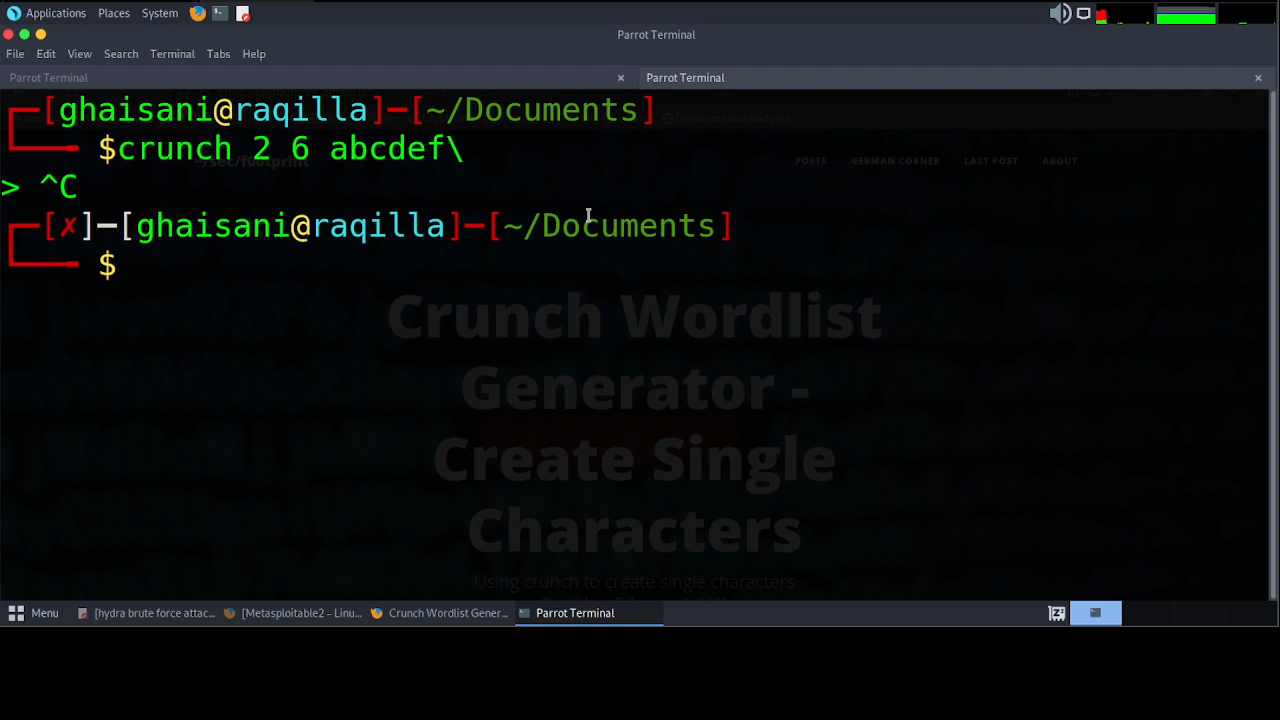 Applications Places System
Parrot Terminal
File Edit View Search Terminal Tabs Help
Parrot Terminal × Parrot Terminal ×
[ghaisani@raqilla]─[~/Documents]
$crunch 2 6 abcdef\
~/sec/f00tprint POSTS GERMAN CORNER LAST POST ABOUT
> ^C
[✗]─[ghaisani@raqilla]─[~/Documents]
$
Crunch Wordlist
Generator -
Create Single
Characters
Using crunch to create single characters
Menu [hydra brute force attac... [Metasploitable2 - Linu... Crunch Wordlist Gener... Parrot Terminal